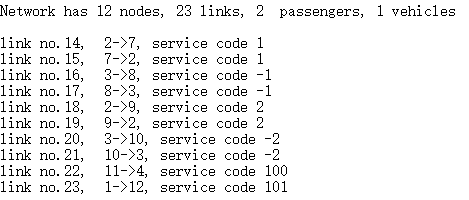 Network has 12 nodes, 23 links, 2  passengers, 1 vehicles
link no.14,  2->7, service code 1
link no.15,  7->2, service code 1
link no.16,  3->8, service code -1
link no.17,  8->3, service code -1
link no.18,  2->9, service code 2
link no.19,  9->2, service code 2
link no.20,  3->10, service code -2
link no.21,  10->3, service code -2
link no.22,  11->4, service code 100
link no.23,  1->12, service code 101